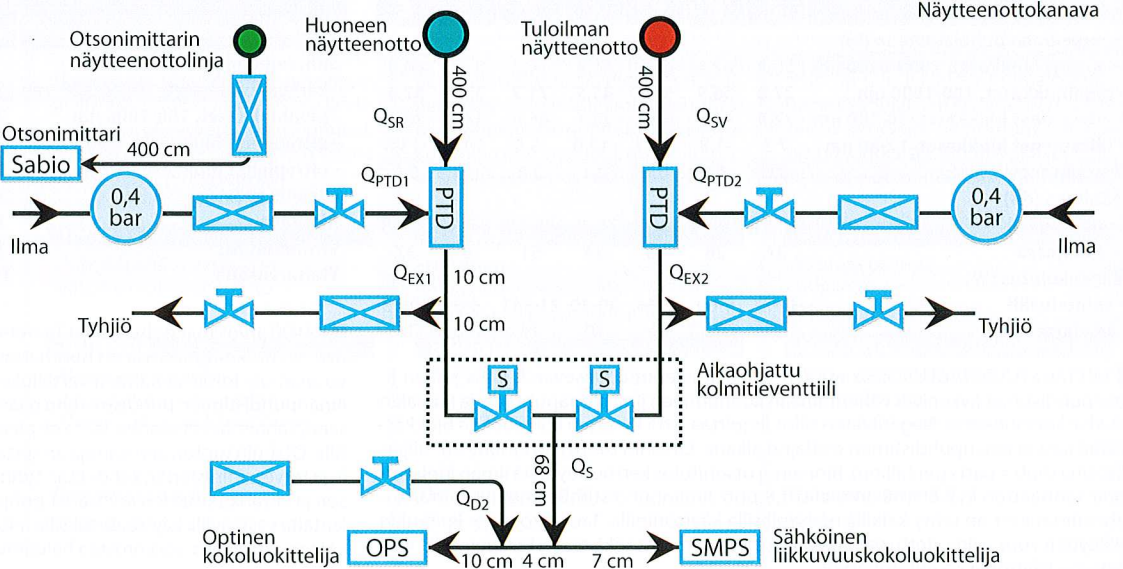 Näytteenottokanava
Otsonimittarin
näytteenottolinja
Huoneen
näytteenotto
Tuloilman
näytteenotto
400 cm
400 cm
Q_SR
Q_SV
Otsonimittari
Sabio
400 cm
Q_PTD1
Q_PTD2
PTD
PTD
0,4
bar
0,4
bar
Ilma
Ilma
Q_EX1
10 cm
Q_EX2
10 cm
Tyhjiö
Tyhjiö
Aikaohjattu
kolmitieventtiili
S
S
68 cm
Q_S
Q_D2
Optinen
kokoluokittelija
OPS
10 cm
4 cm
7 cm
SMPS
Sähköinen
liikkuvuuskokoluokittelija